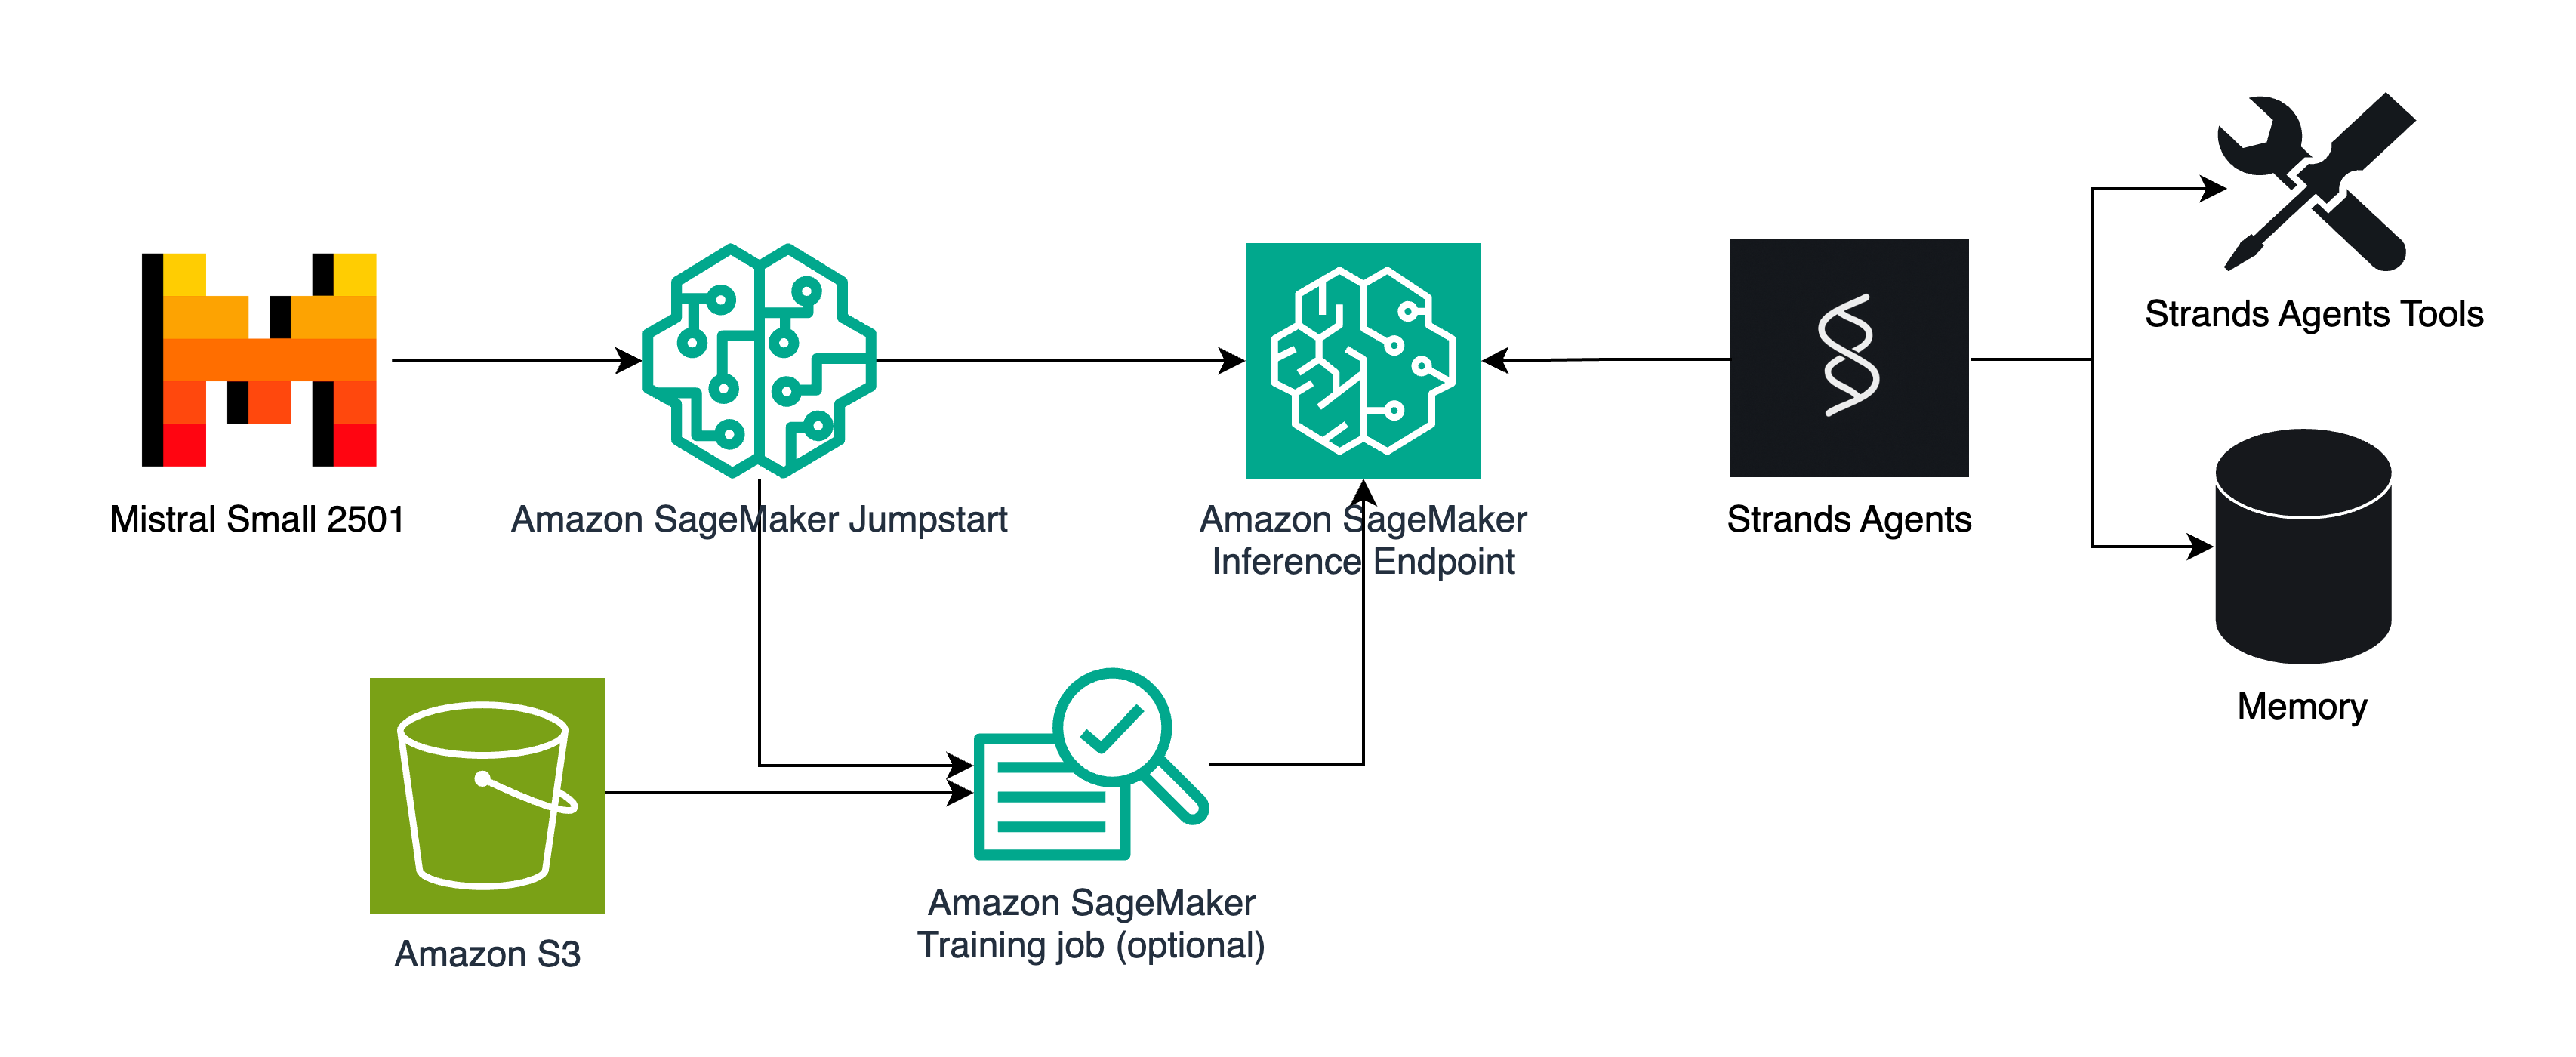 Strands Agents Tools
Mistral Small 2501
Amazon SageMaker Jumpstart
Amazon SageMaker
Inference Endpoint
Strands Agents
Memory
Amazon S3
Amazon SageMaker
Training job (optional)